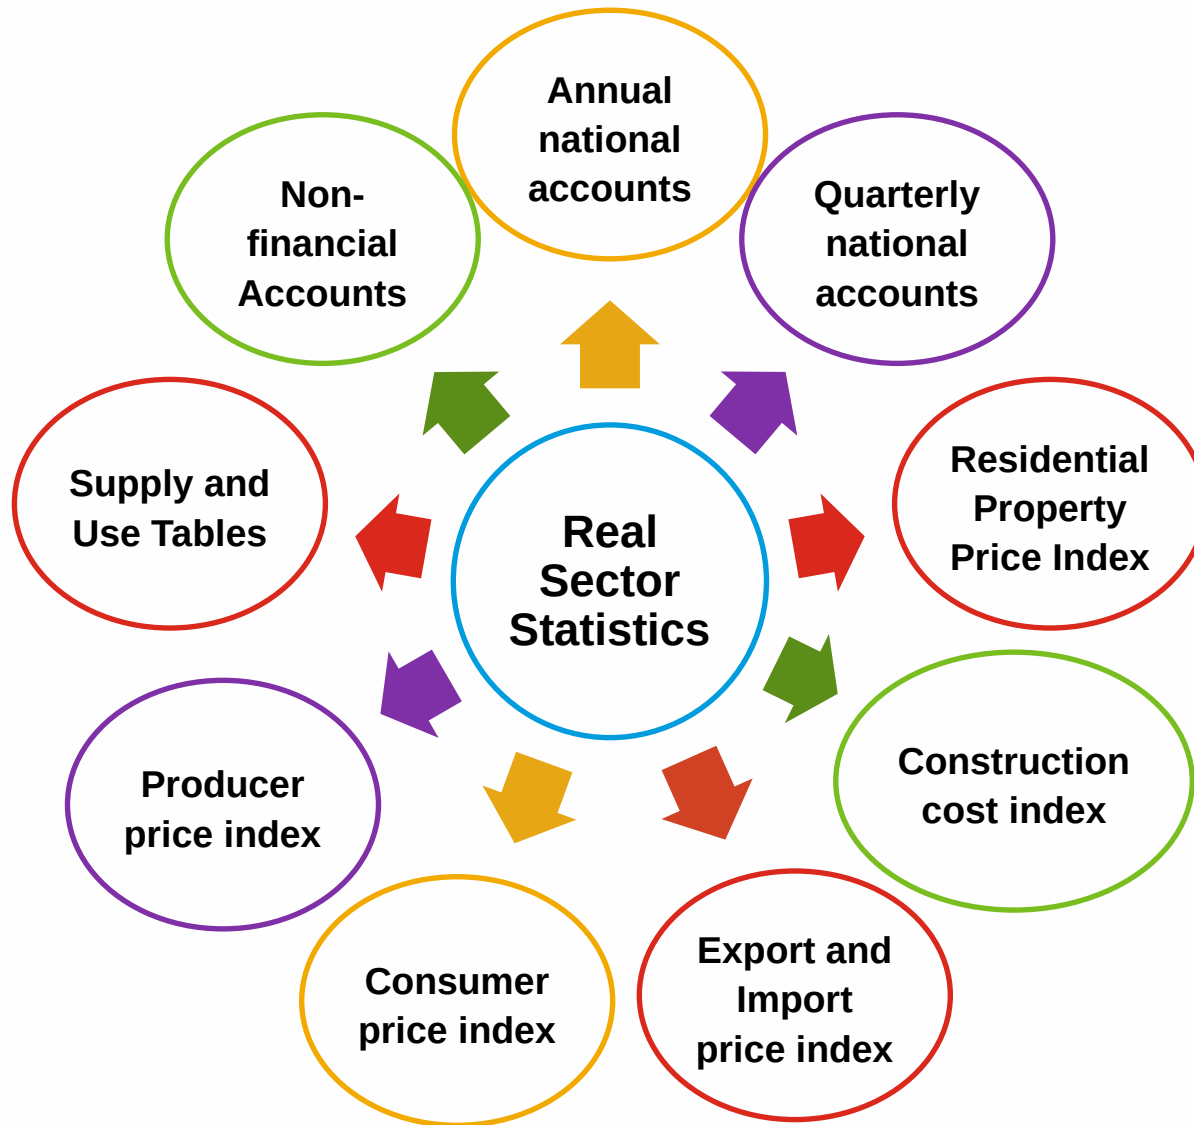 Annual
national
accounts
Quarterly
national
accounts
Residential
Property
Price Index
Construction
cost index
Export and
Import
price index
Consumer
price index
Producer
price index
Supply and
Use Tables
Non-
financial
Accounts
Real
Sector
Statistics